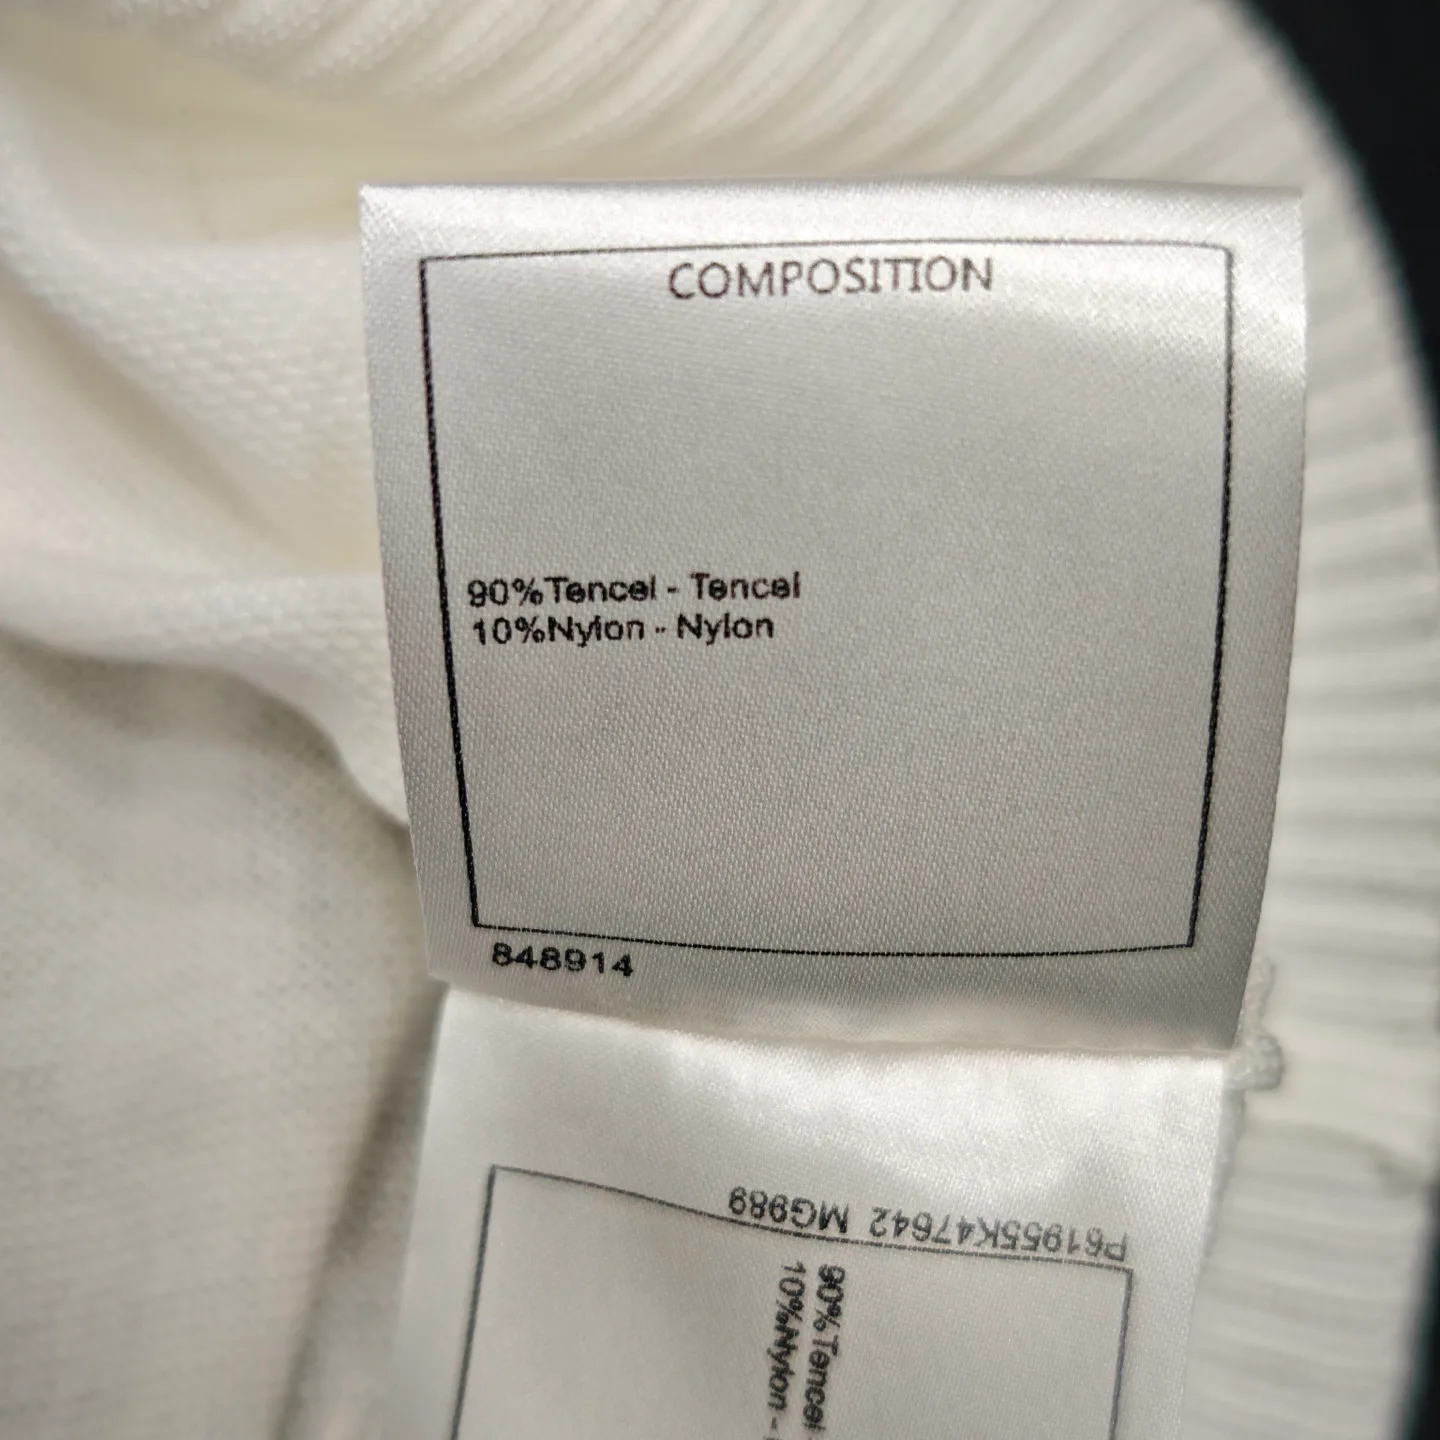 COMPOSITION
90%Tencel - Tencel
10%Nylon - Nylon
848914
P61955K47642 MG989
90%Tencel -
10%Nylon -